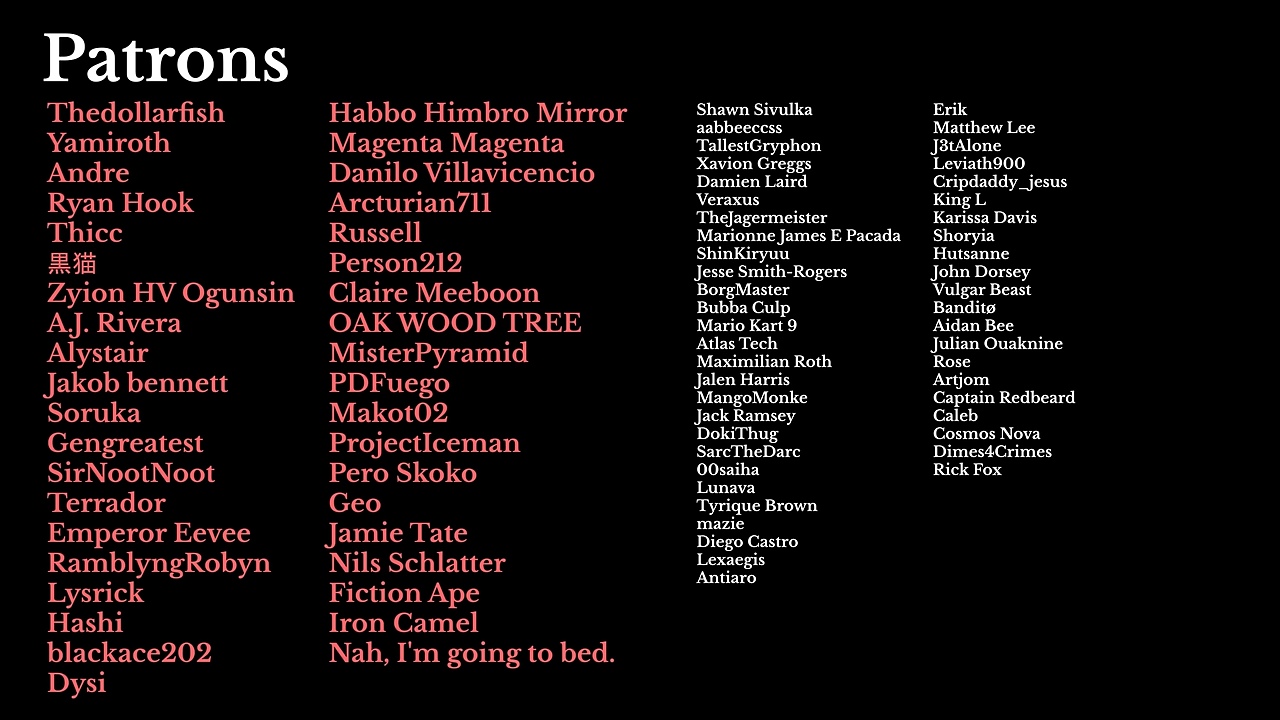 Patrons
Thedollarfish
Yamiroth
Andre
Ryan Hook
Thicc
黒猫
Zyion HV Ogunsin
A.J. Rivera
Alystair
Jakob bennett
Soruka
Gengreatest
SirNootNoot
Terrador
Emperor Eevee
RamblyngRobyn
Lysrick
Hashi
blackace202
Dysi
Habbo Himbro Mirror
Magenta Magenta
Danilo Villavicencio
Arcturian711
Russell
Person212
Claire Meeboon
OAK WOOD TREE
MisterPyramid
PDFuego
Makot02
ProjectIceman
Pero Skoko
Geo
Jamie Tate
Nils Schlatter
Fiction Ape
Iron Camel
Nah, I'm going to bed.
Shawn Sivulka
aabbeeccss
TallestGryphon
Xavion Greggs
Damien Laird
Veraxus
TheJagermeister
Marionne James E Pacada
ShinKiryuu
Jesse Smith-Rogers
BorgMaster
Bubba Culp
Mario Kart 9
Atlas Tech
Maximilian Roth
Jalen Harris
MangoMonke
Jack Ramsey
DokiThug
SarcTheDarc
00saiha
Lunava
Tyrique Brown
mazie
Diego Castro
Lexaegis
Antiaro
Erik
Matthew Lee
J3tAlone
Leviath900
Cripdaddy_jesus
King L
Karissa Davis
Shoryia
Hutsanne
John Dorsey
Vulgar Beast
Banditø
Aidan Bee
Julian Ouaknine
Rose
Artjom
Captain Redbeard
Caleb
Cosmos Nova
Dimes4Crimes
Rick Fox